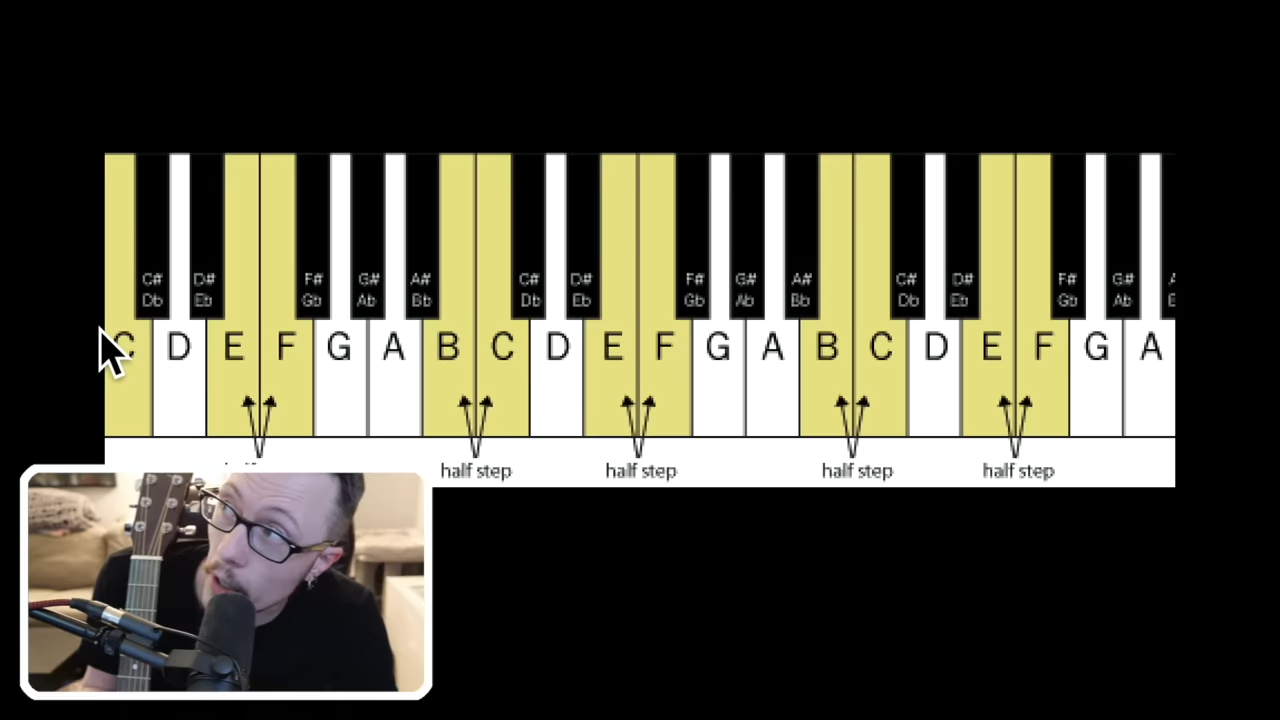 C# D# F# G# A# C# D# F# G# A# C# D# F# G#
Db Eb Gb Ab Bb Db Eb Gb Ab Bb Db Eb Gb Ab
C D E F G A B C D E F G A B C D E F G A
half step half step half step half step